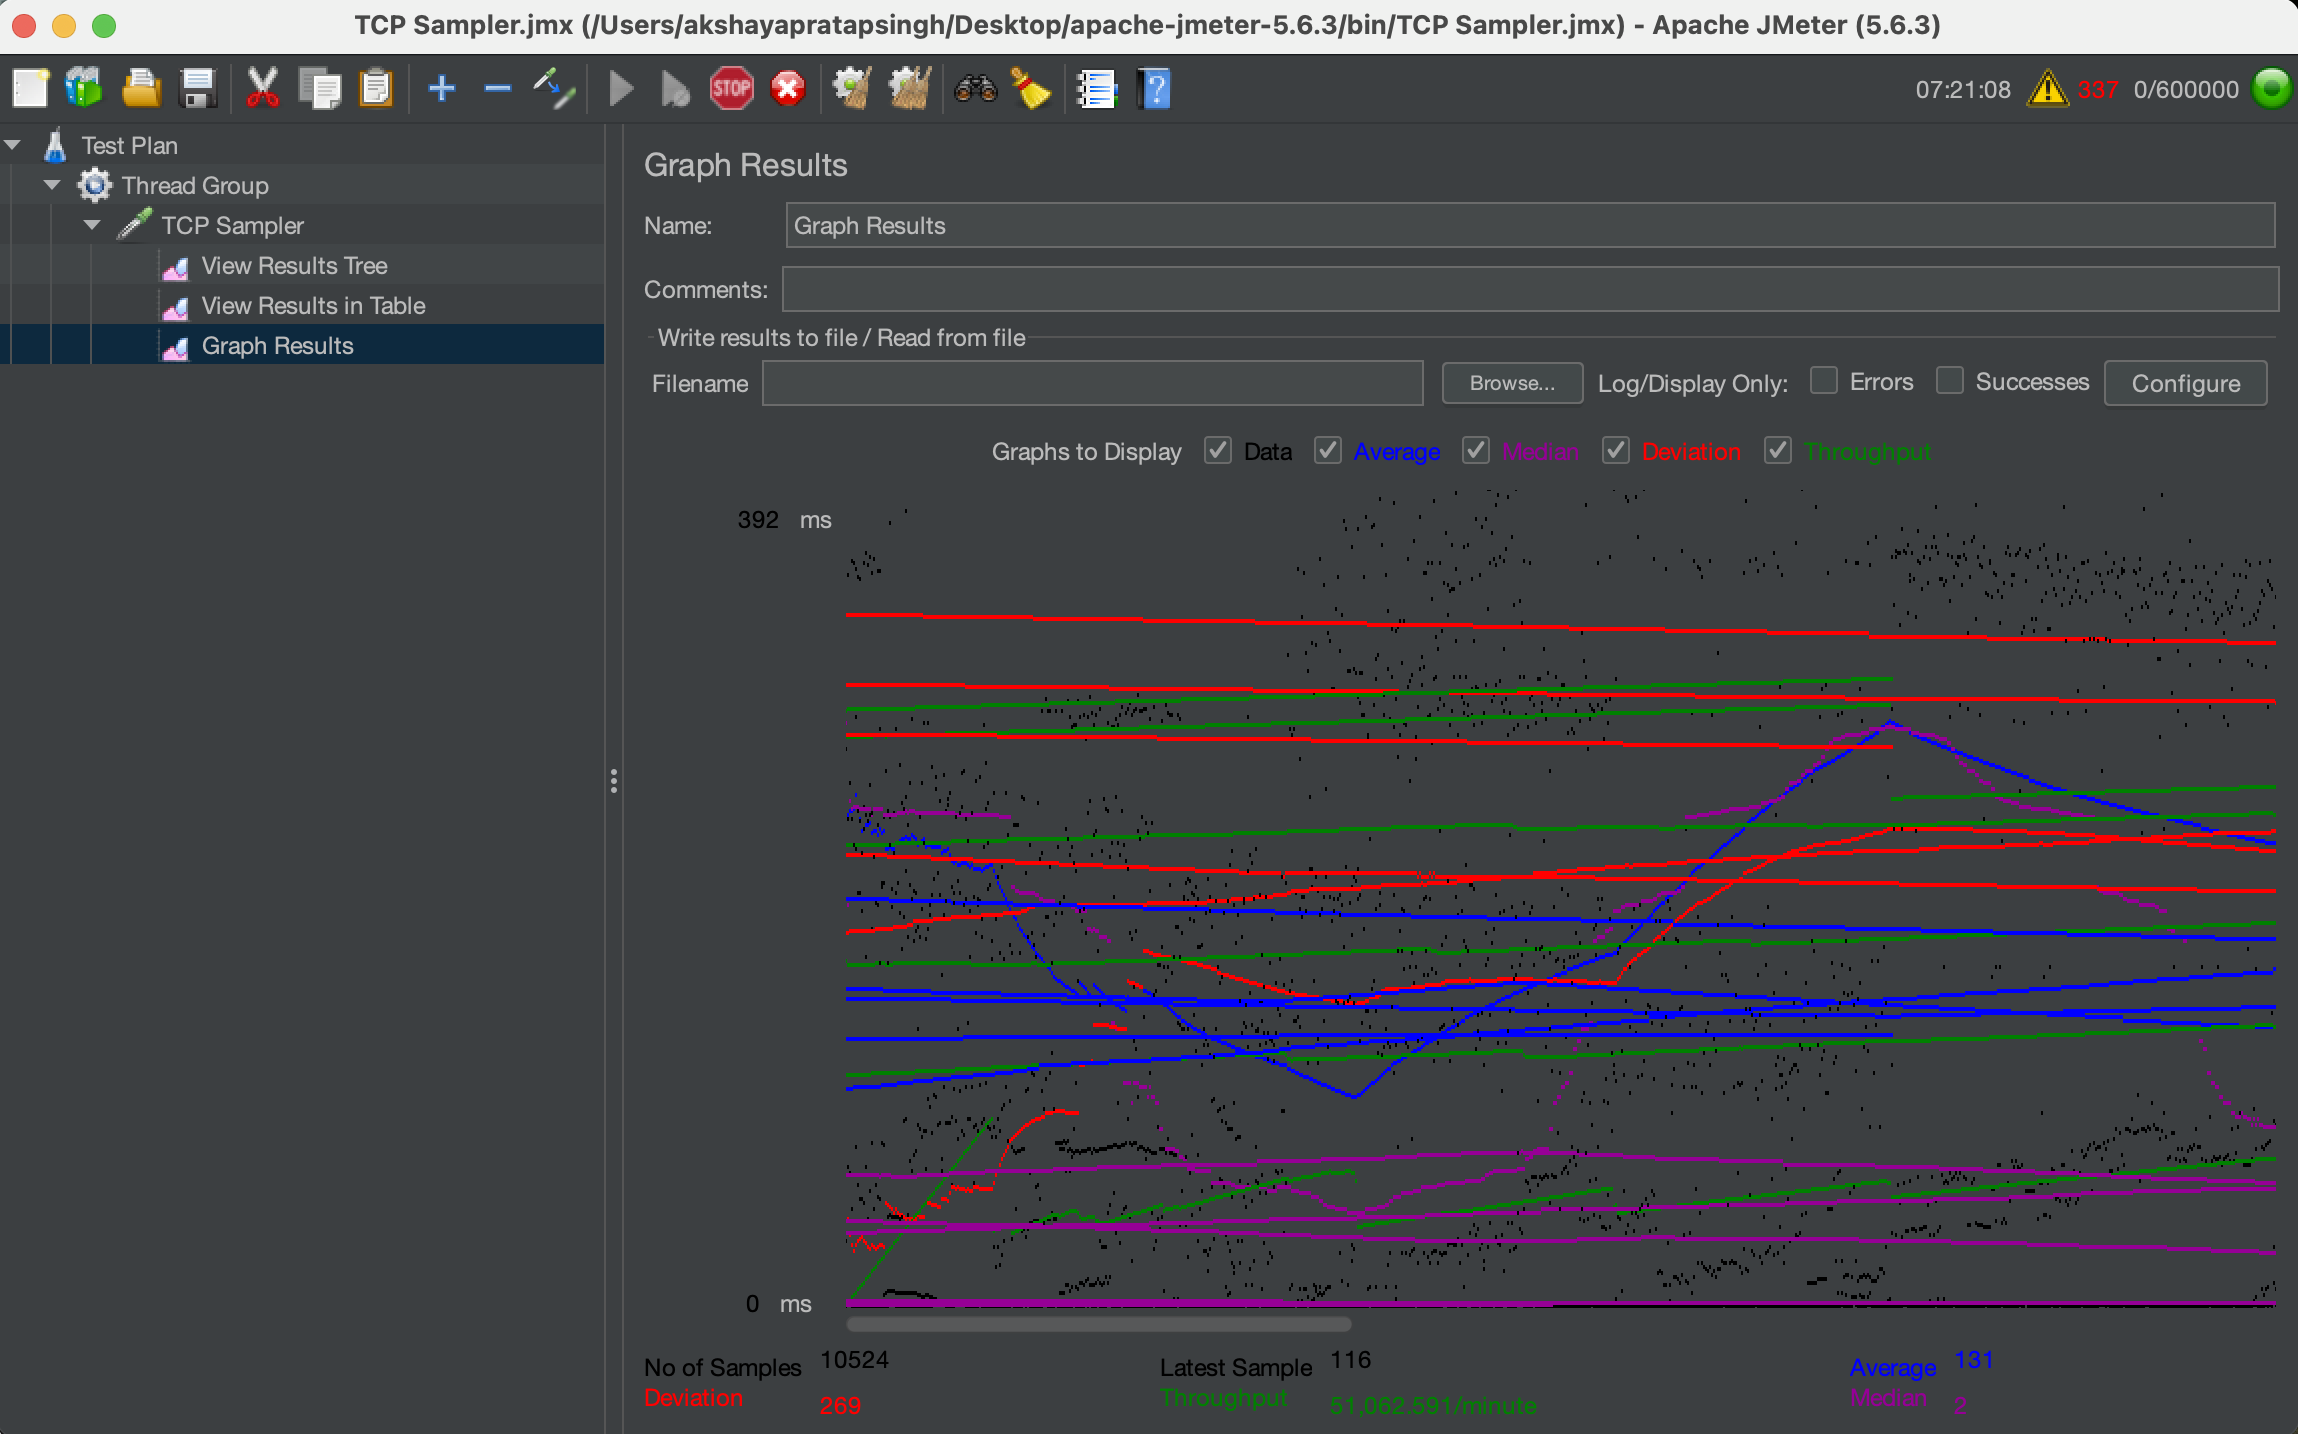 TCP Sampler.jmx (/Users/akshayapratapsingh/Desktop/apache-jmeter-5.6.3/bin/TCP Sampler.jmx) - Apache JMeter (5.6.3)
STOP
07:21:08 337 0/600000
Test Plan
Thread Group
TCP Sampler
View Results Tree
View Results in Table
Graph Results
Graph Results
Name: Graph Results
Comments:
Write results to file / Read from file
Filename Browse... Log/Display Only: Errors Successes Configure
Graphs to Display Data Average Median Deviation Throughput
392 ms
0 ms
No of Samples 10524 Latest Sample 116 Average 131
Deviation 269 Throughput 51,062.591/minute Median 2